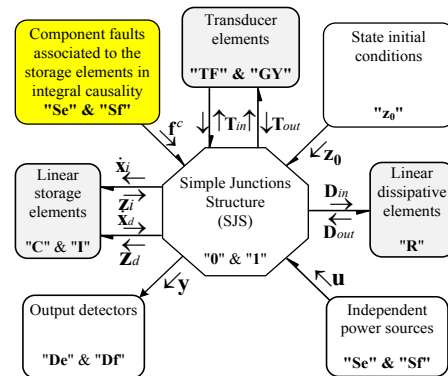 Component faults
associated to the
storage elements in
integral causality
"Se" & "Sf"
Transducer
elements
"TF" & "GY"
State initial
conditions
"z₀"
f^c
↓ ↑T_in↑ ↓T_out
z₀
ẋ_i
z_i
ẋ_d
z_d
Linear
storage
elements
"C" & "I"
Simple Junctions
Structure
(SJS)
"0" & "1"
D_in
D_out
Linear
dissipative
elements
"R"
y
u
Output detectors
"De" & "Df"
Independent
power sources
"Se" & "Sf"